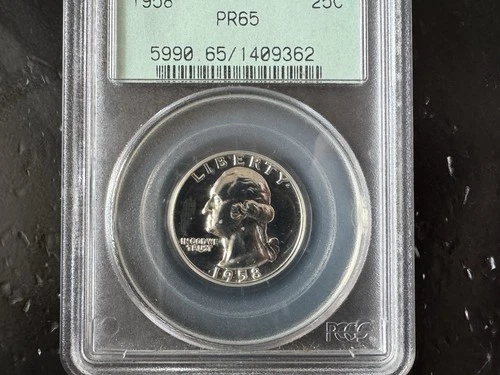 1958 25C
PR65
5990.65/1409362
LIBERTY
IN GOD WE
TRUST
1958
PCGS